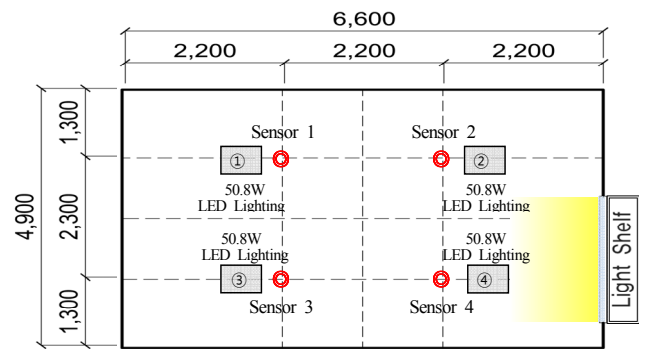 6,600
2,200 2,200 2,200
4,900
1,300
2,300
1,300
Sensor 1
Sensor 2
①
②
50.8W
LED Lighting
50.8W
LED Lighting
50.8W
LED Lighting
50.8W
LED Lighting
③
④
Sensor 3
Sensor 4
Light Shelf